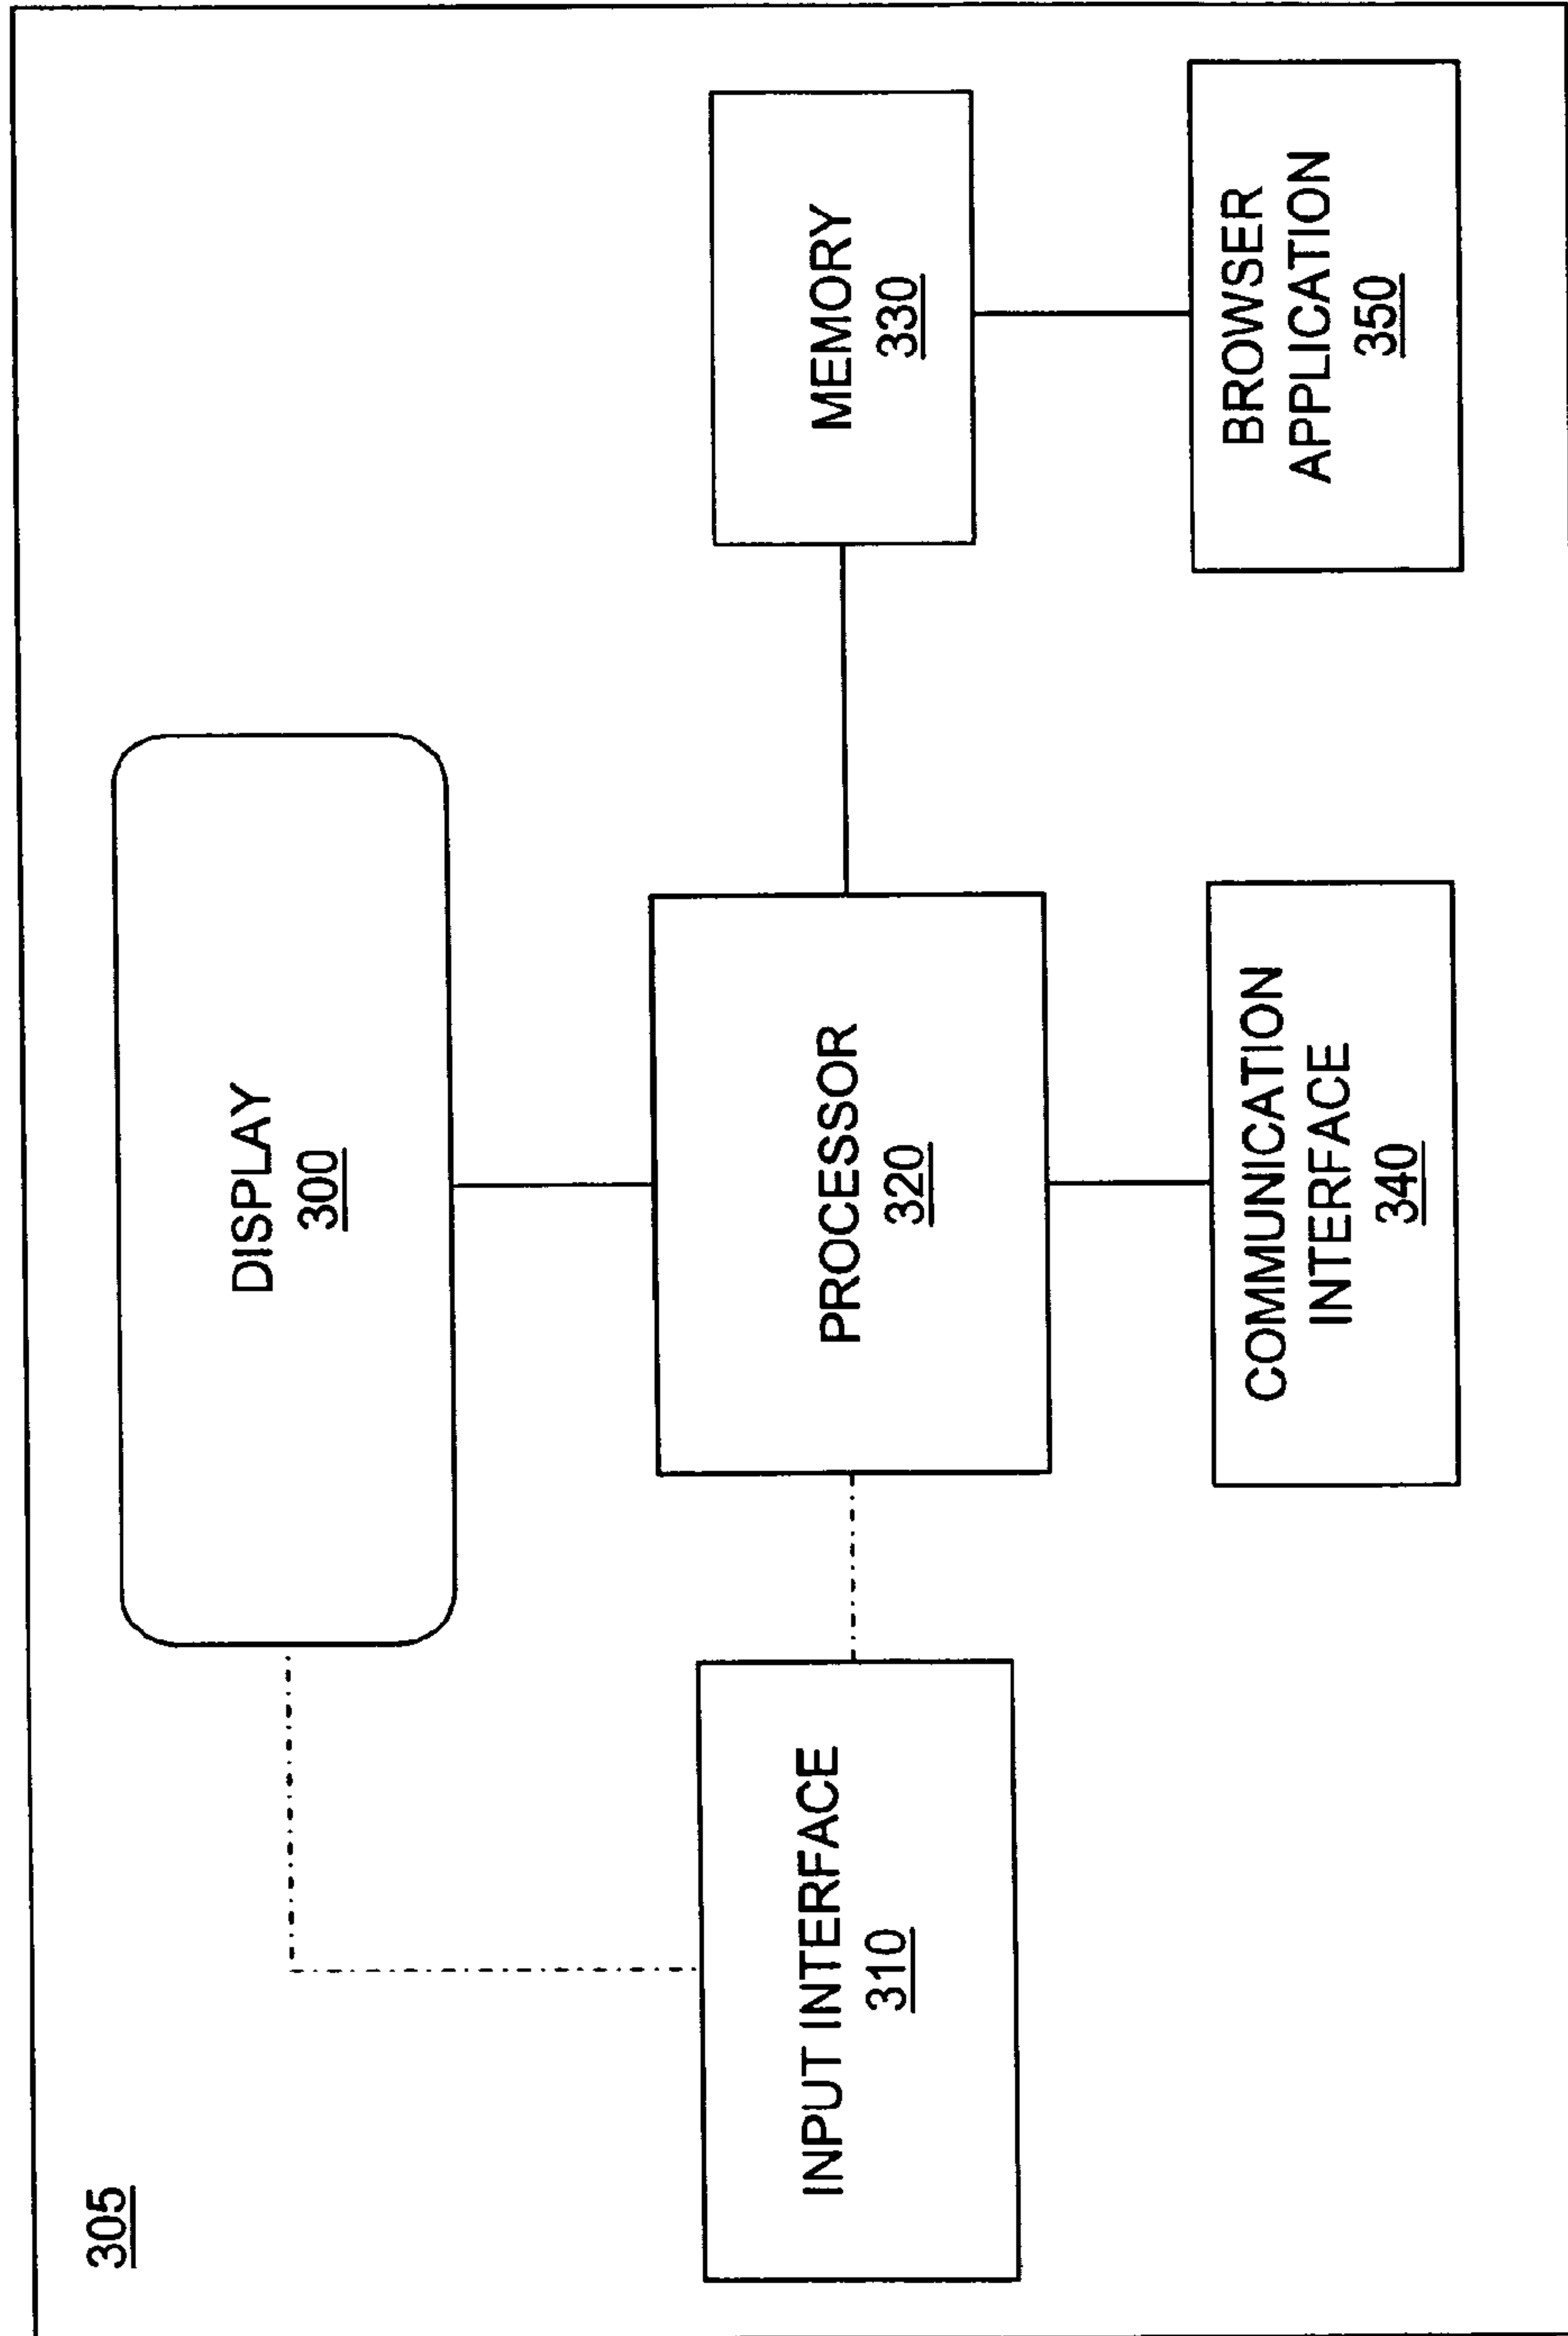 305
DISPLAY
300
INPUT INTERFACE
310
PROCESSOR
320
MEMORY
330
COMMUNICATION
INTERFACE
340
BROWSER
APPLICATION
350